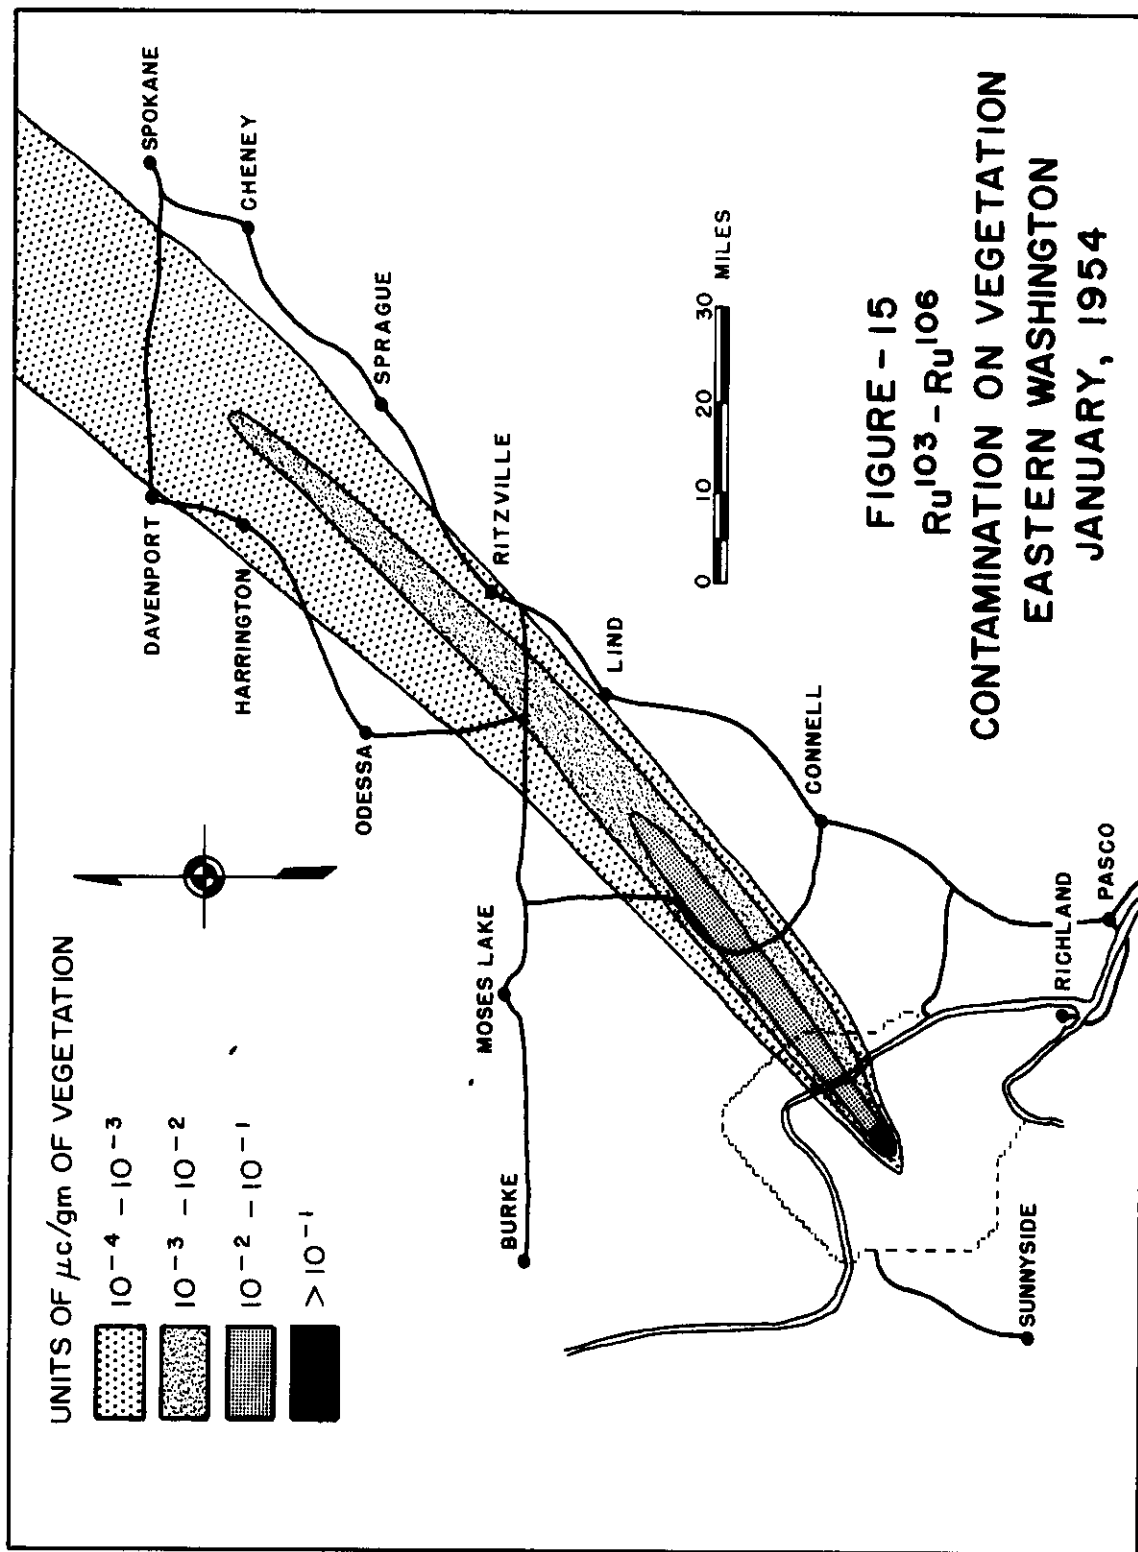 UNITS OF μc/gm OF VEGETATION
10⁻⁴ – 10⁻³
10⁻³ – 10⁻²
10⁻² – 10⁻¹
> 10⁻¹
SPOKANE
CHENEY
DAVENPORT
HARRINGTON
SPRAGUE
ODESSA
RITZVILLE
MOSES LAKE
BURKE
LIND
CONNELL
RICHLAND
PASCO
SUNNYSIDE
0 10 20 30
MILES
FIGURE – 15
Ru¹⁰³ – Ru¹⁰⁶
CONTAMINATION ON VEGETATION
EASTERN WASHINGTON
JANUARY, 1954